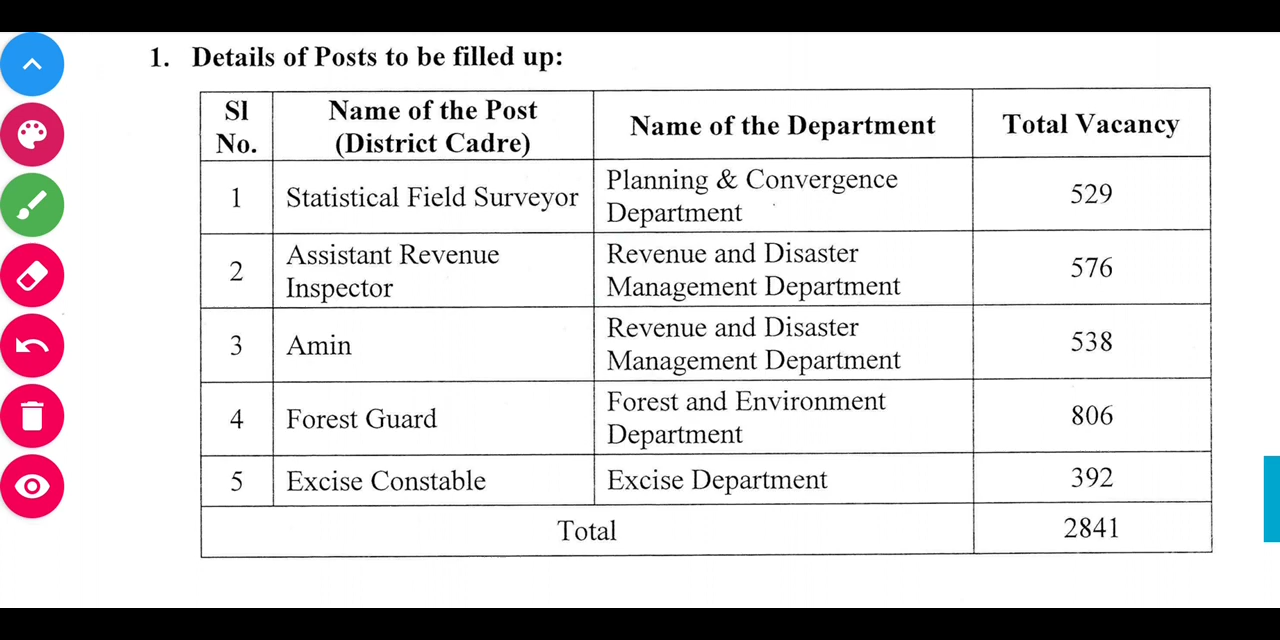 1. Details of Posts to be filled up:
Sl No. Name of the Post (District Cadre) Name of the Department Total Vacancy
1 Statistical Field Surveyor Planning & Convergence Department 529
2 Assistant Revenue Inspector Revenue and Disaster Management Department 576
3 Amin Revenue and Disaster Management Department 538
4 Forest Guard Forest and Environment Department 806
5 Excise Constable Excise Department 392
Total 2841